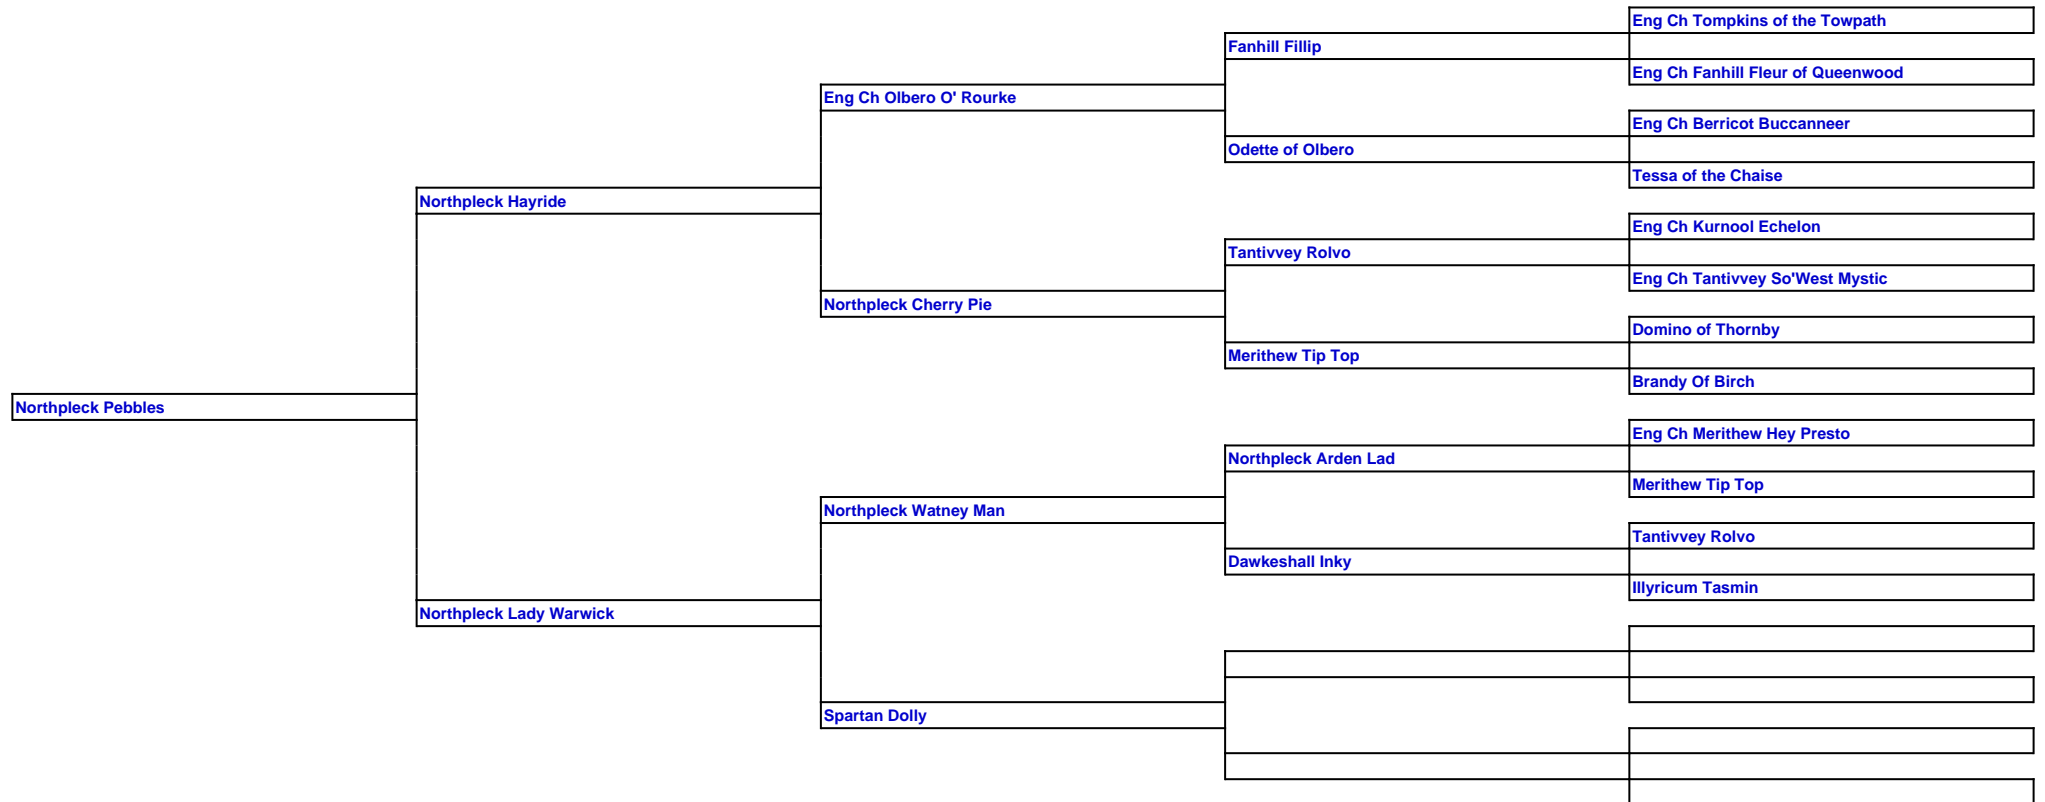 Eng Ch Tompkins of the Towpath
Fanhill Fillip
Eng Ch Fanhill Fleur of Queenwood
Eng Ch Olbero O' Rourke
Eng Ch Berricot Buccanneer
Odette of Olbero
Tessa of the Chaise
Northpleck Hayride
Eng Ch Kurnool Echelon
Tantivvey Rolvo
Eng Ch Tantivvey So'West Mystic
Northpleck Cherry Pie
Domino of Thornby
Merithew Tip Top
Brandy Of Birch
Northpleck Pebbles
Eng Ch Merithew Hey Presto
Northpleck Arden Lad
Merithew Tip Top
Northpleck Watney Man
Tantivvey Rolvo
Dawkeshall Inky
Illyricum Tasmin
Northpleck Lady Warwick
Spartan Dolly